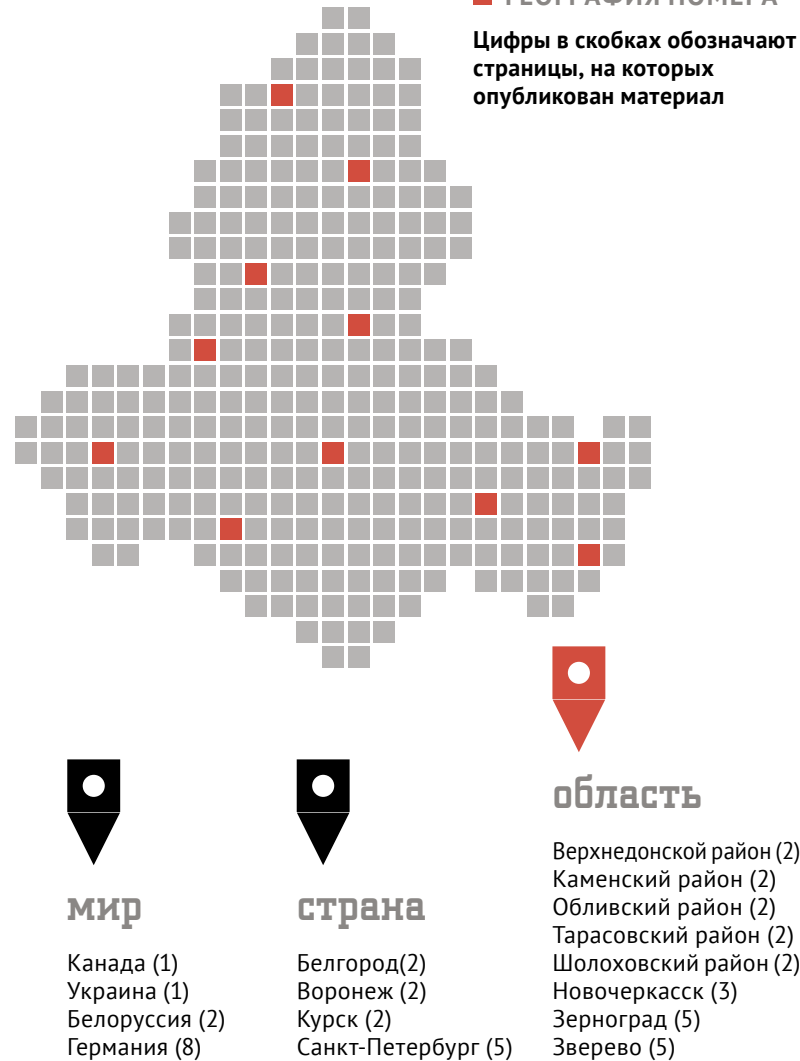 ГЕОГРАФИЯ НОМЕРА
Цифры в скобках обозначают
страницы, на которых
опубликован материал
мир
Канада (1)
Украина (1)
Белоруссия (2)
Германия (8)
страна
Белгород(2)
Воронеж (2)
Курск (2)
Санкт-Петербург (5)
область
Верхнедонской район (2)
Каменский район (2)
Обливский район (2)
Тарасовский район (2)
Шолоховский район (2)
Новочеркасск (3)
Зерноград (5)
Зверево (5)